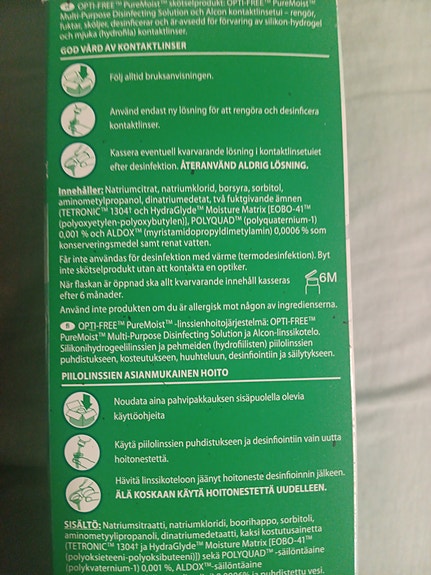 OPTI-FREE™ PureMoist™ skötselprodukt: OPTI-FREE™ PureMoist™
Multi-Purpose Disinfecting Solution och Alcon kontaktlinsetui – rengör,
fuktar, sköljer, desinficerar och är avsedd för förvaring av silikon-hydrogel
och mjuka (hydrofila) kontaktlinser.
GOD VÅRD AV KONTAKTLINSER
Följ alltid bruksanvisningen.
Använd endast ny lösning för att rengöra och desinficera
kontaktlinser.
Kassera eventuell kvarvarande lösning i kontaktlinsetuiet
efter desinfektion. ÅTERANVÄND ALDRIG LÖSNING.
Innehåller: Natriumcitrat, natriumklorid, borsyra, sorbitol,
aminometylpropanol, dinatriumedetat, två fuktgivande ämnen
(TETRONIC™ 1304† och HydraGlyde™ Moisture Matrix [EOBO-41™
(polyoxyetylen-polyoxybutylen)], POLYQUAD™ (polyquaternium-1)
0,001 % och ALDOX™ (myristamidopropyldimetylamin) 0,0006 % som
konserveringsmedel samt renat vatten.
Får inte användas för desinfektion med värme (termodesinfektion). Byt
inte skötselprodukt utan att kontakta en optiker.
När flaskan är öppnad ska allt kvarvarande innehåll kasseras
efter 6 månader.
6M
Använd inte produkten om du är allergisk mot någon av ingredienserna.
OPTI-FREE™ PureMoist™ -linssienhoitojärjestelmä: OPTI-FREE™
PureMoist™ Multi-Purpose Disinfecting Solution ja Alcon-linssikotelo.
Silikonihydrogeelilinssien ja pehmeiden (hydrofiilisten) piilolinssien
puhdistukseen, kosteutukseen, huuhteluun, desinfiointiin ja säilytykseen.
PIILOLINSSIEN ASIANMUKAINEN HOITO
Noudata aina pahvipakkauksen sisäpuolella olevia
käyttöohjeita
Käytä piilolinssien puhdistukseen ja desinfiointiin vain uutta
hoitonestettä.
Hävitä linssikoteloon jäänyt hoitoneste desinfioinnin jälkeen.
ÄLÄ KOSKAAN KÄYTÄ HOITONESTETTÄ UUDELLEEN.
SISÄLTÖ: Natriumsitraatti, natriumkloridi, boorihappo, sorbitoli,
aminometyylipropanoli, dinatriumedetaatti, kaksi kostutusainetta
(TETRONIC™ 1304† ja HydraGlyde™ Moisture Matrix [EOBO-41™
(polyoksieteeni-polyoksibuteeni)]) sekä POLYQUAD™ -säilöntäaine
(polykvaternium-1) 0,001 %, ALDOX™-säilöntäaine
0,0006% ja puhdistettu vesi.